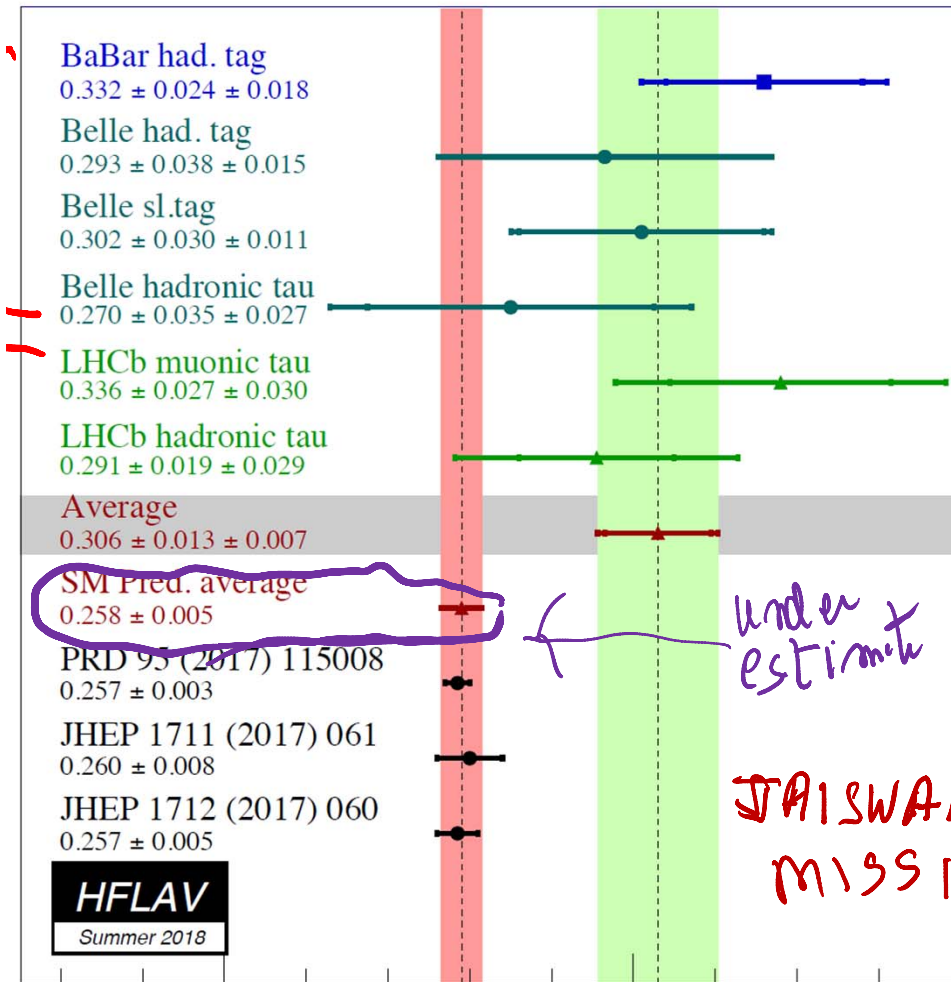 BaBar had. tag
0.332 ± 0.024 ± 0.018
Belle had. tag
0.293 ± 0.038 ± 0.015
Belle sl.tag
0.302 ± 0.030 ± 0.011
Belle hadronic tau
0.270 ± 0.035 ± 0.027
LHCb muonic tau
0.336 ± 0.027 ± 0.030
LHCb hadronic tau
0.291 ± 0.019 ± 0.029
Average
0.306 ± 0.013 ± 0.007
SM Pred. average
0.258 ± 0.005
under
estimate
PRD 95 (2017) 115008
0.257 ± 0.003
JHEP 1711 (2017) 061
0.260 ± 0.008
JHEP 1712 (2017) 060
0.257 ± 0.005
JAISWA
MISS
HFLAV
Summer 2018